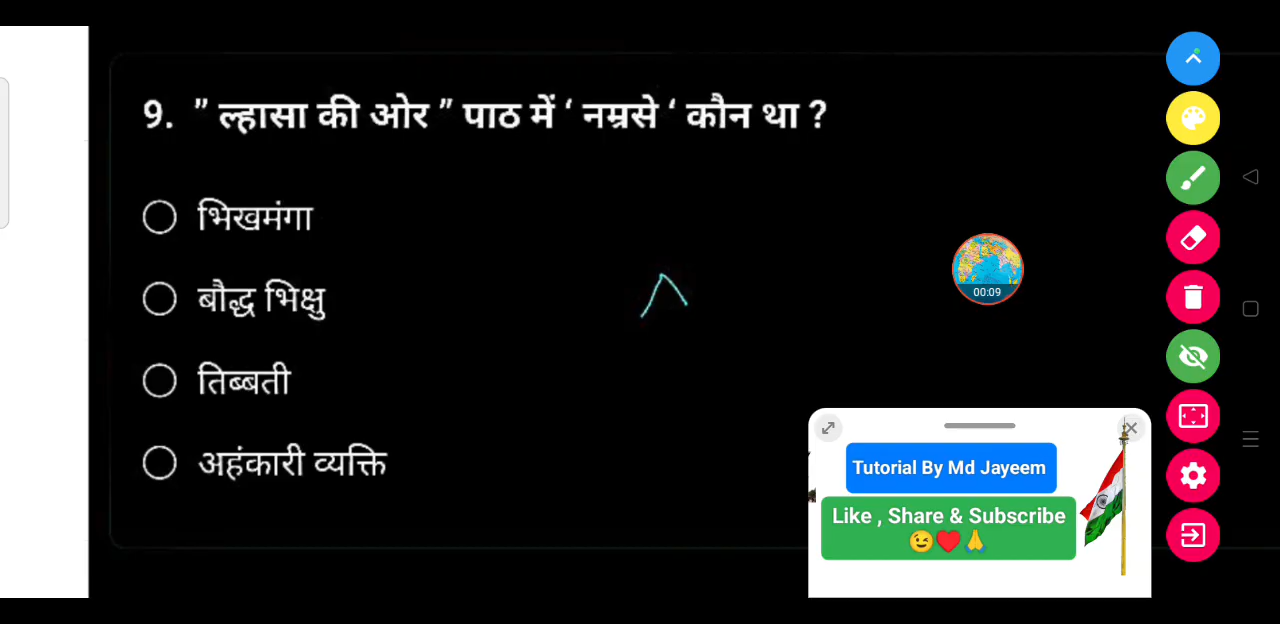 9. " ल्हासा की ओर " पाठ में ‘ नम्रसे ‘ कौन था ?
भिखमंगा
बौद्ध भिक्षु
तिब्बती
अहंकारी व्यक्ति
00:09
Tutorial By Md Jayeem
Like , Share & Subscribe
😉❤️🙏